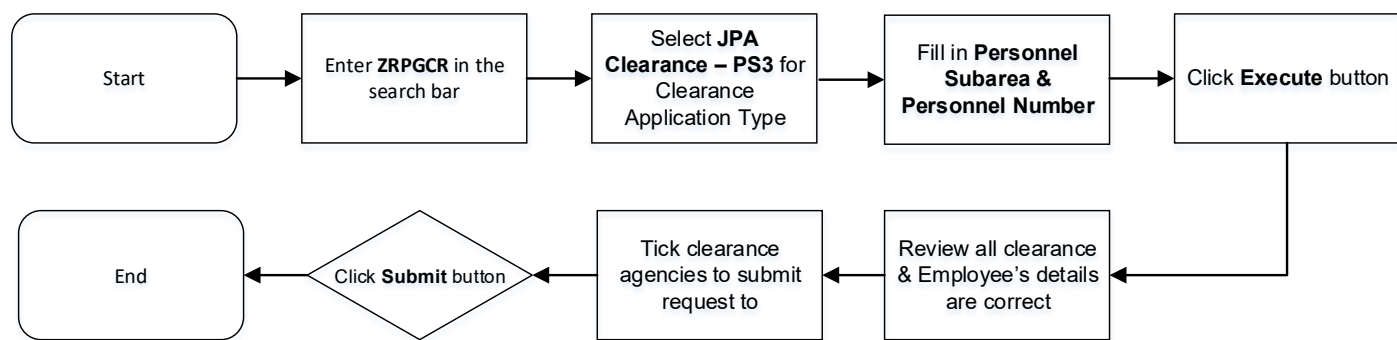 Start
Enter ZRPGCR in the
search bar
Select JPA
Clearance – PS3 for
Clearance
Application Type
Fill in Personnel
Subarea &
Personnel Number
Click Execute button
Review all clearance
& Employee’s details
are correct
Tick clearance
agencies to submit
request to
Click Submit button
End